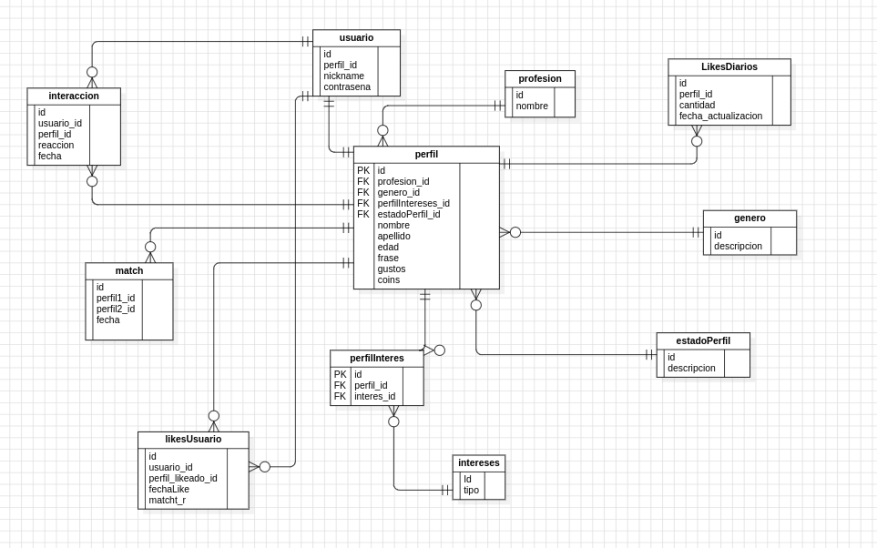 usuario
id
perfil_id
nickname
contrasena
interaccion
id
usuario_id
perfil_id
reaccion
fecha
profesion
id
nombre
LikesDiarios
id
perfil_id
cantidad
fecha_actualizacion
perfil
PK id
FK profesion_id
FK genero_id
FK perfilIntereses_id
FK estadoPerfil_id
nombre
apellido
edad
frase
gustos
coins
genero
id
descripcion
match
id
perfil1_id
perfil2_id
fecha
estadoPerfil
id
descripcion
perfilInteres
PK id
FK perfil_id
FK interes_id
likesUsuario
id
usuario_id
perfil_likeado_id
fechaLike
matcht_r
intereses
Id
tipo